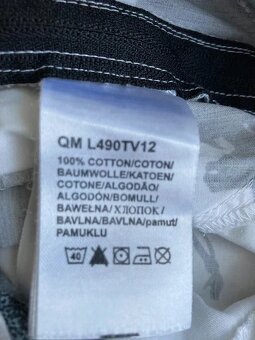 QM L490TV12
100% COTTON/COTON/
BAUMWOLLE/KATOEN/
COTONE/ALGODÃO/
ALGODÓN/BOMULL/
BAWEŁNA/ХЛОПОК/
BAVLNA/BAVLNA/pamut/
PAMUKLU
40